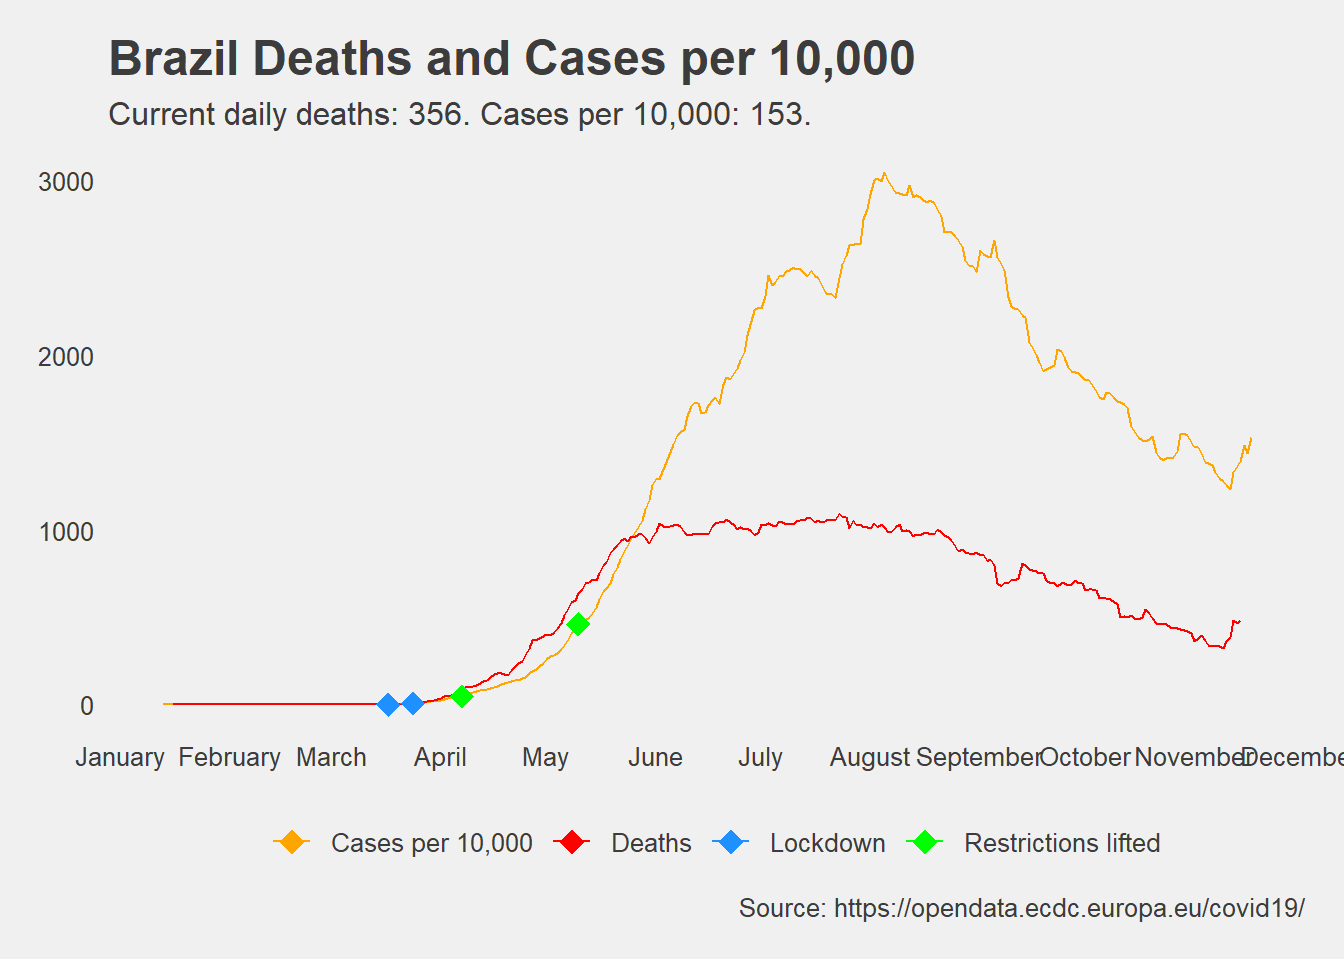 Brazil Deaths and Cases per 10,000
Current daily deaths: 356. Cases per 10,000: 153.
3000
2000
1000
0
January February March April May June July August September October November December
Cases per 10,000 Deaths Lockdown Restrictions lifted
Source: https://opendata.ecdc.europa.eu/covid19/